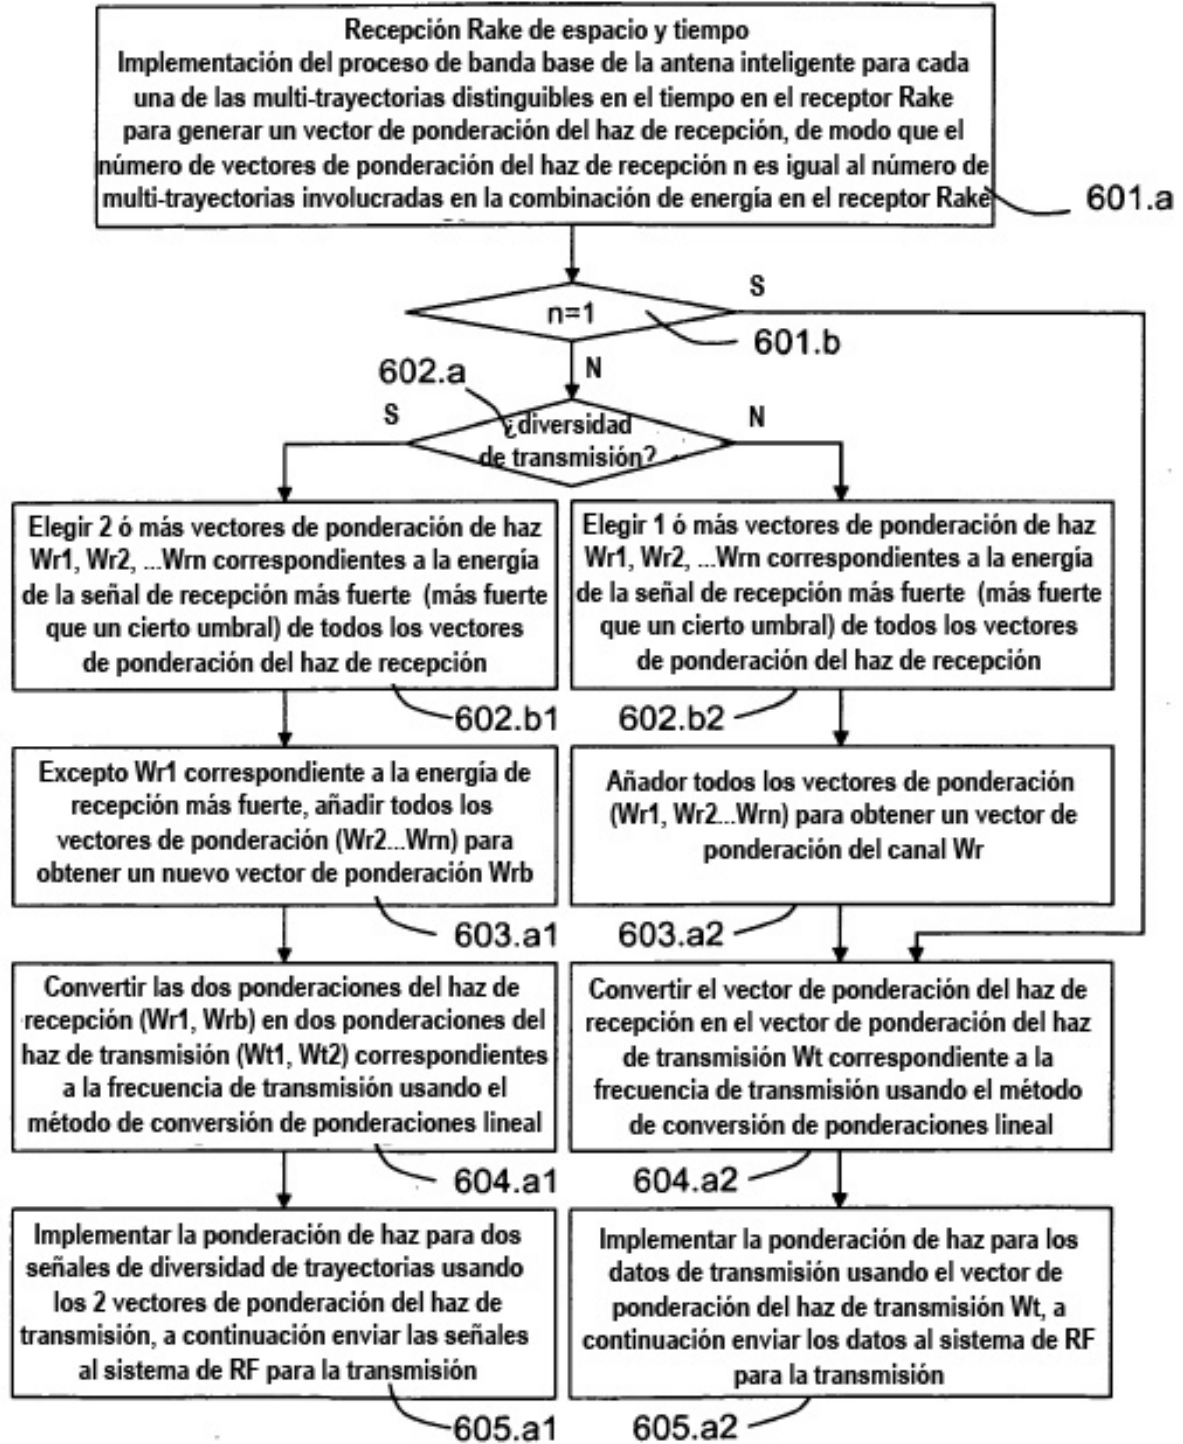 Recepción Rake de espacio y tiempo
Implementación del proceso de banda base de la antena inteligente para cada
una de las multi-trayectorias distinguibles en el tiempo en el receptor Rake
para generar un vector de ponderación del haz de recepción, de modo que el
número de vectores de ponderación del haz de recepción n es igual al número de
multi-trayectorias involucradas en la combinación de energía en el receptor Rake
601.a
S
n=1
601.b
N
602.a
S
N
¿diversidad
de transmisión?
Elegir 2 ó más vectores de ponderación de haz
Wr1, Wr2, ...Wrn correspondientes a la energía
de la señal de recepción más fuerte (más fuerte
que un cierto umbral) de todos los vectores
de ponderación del haz de recepción
602.b1
Elegir 1 ó más vectores de ponderación de haz
Wr1, Wr2, ...Wrn correspondientes a la energía
de la señal de recepción más fuerte (más fuerte
que un cierto umbral) de todos los vectores
de ponderación del haz de recepción
602.b2
Excepto Wr1 correspondiente a la energía de
recepción más fuerte, añadir todos los
vectores de ponderación (Wr2...Wrn) para
obtener un nuevo vector de ponderación Wrb
603.a1
Añador todos los vectores de ponderación
(Wr1, Wr2...Wrn) para obtener un vector de
ponderación del canal Wr
603.a2
Convertir las dos ponderaciones del haz de
recepción (Wr1, Wrb) en dos ponderaciones del
haz de transmisión (Wt1, Wt2) correspondientes
a la frecuencia de transmisión usando el
método de conversión de ponderaciones lineal
604.a1
Convertir el vector de ponderación del haz de
recepción en el vector de ponderación del haz
de transmisión Wt correspondiente a la
frecuencia de transmisión usando el método
de conversión de ponderaciones lineal
604.a2
Implementar la ponderación de haz para dos
señales de diversidad de trayectorias usando
los 2 vectores de ponderación del haz de
transmisión, a continuación enviar las señales
al sistema de RF para la transmisión
605.a1
Implementar la ponderación de haz para los
datos de transmisión usando el vector de
ponderación del haz de transmisión Wt, a
continuación enviar los datos al sistema de RF
para la transmisión
605.a2